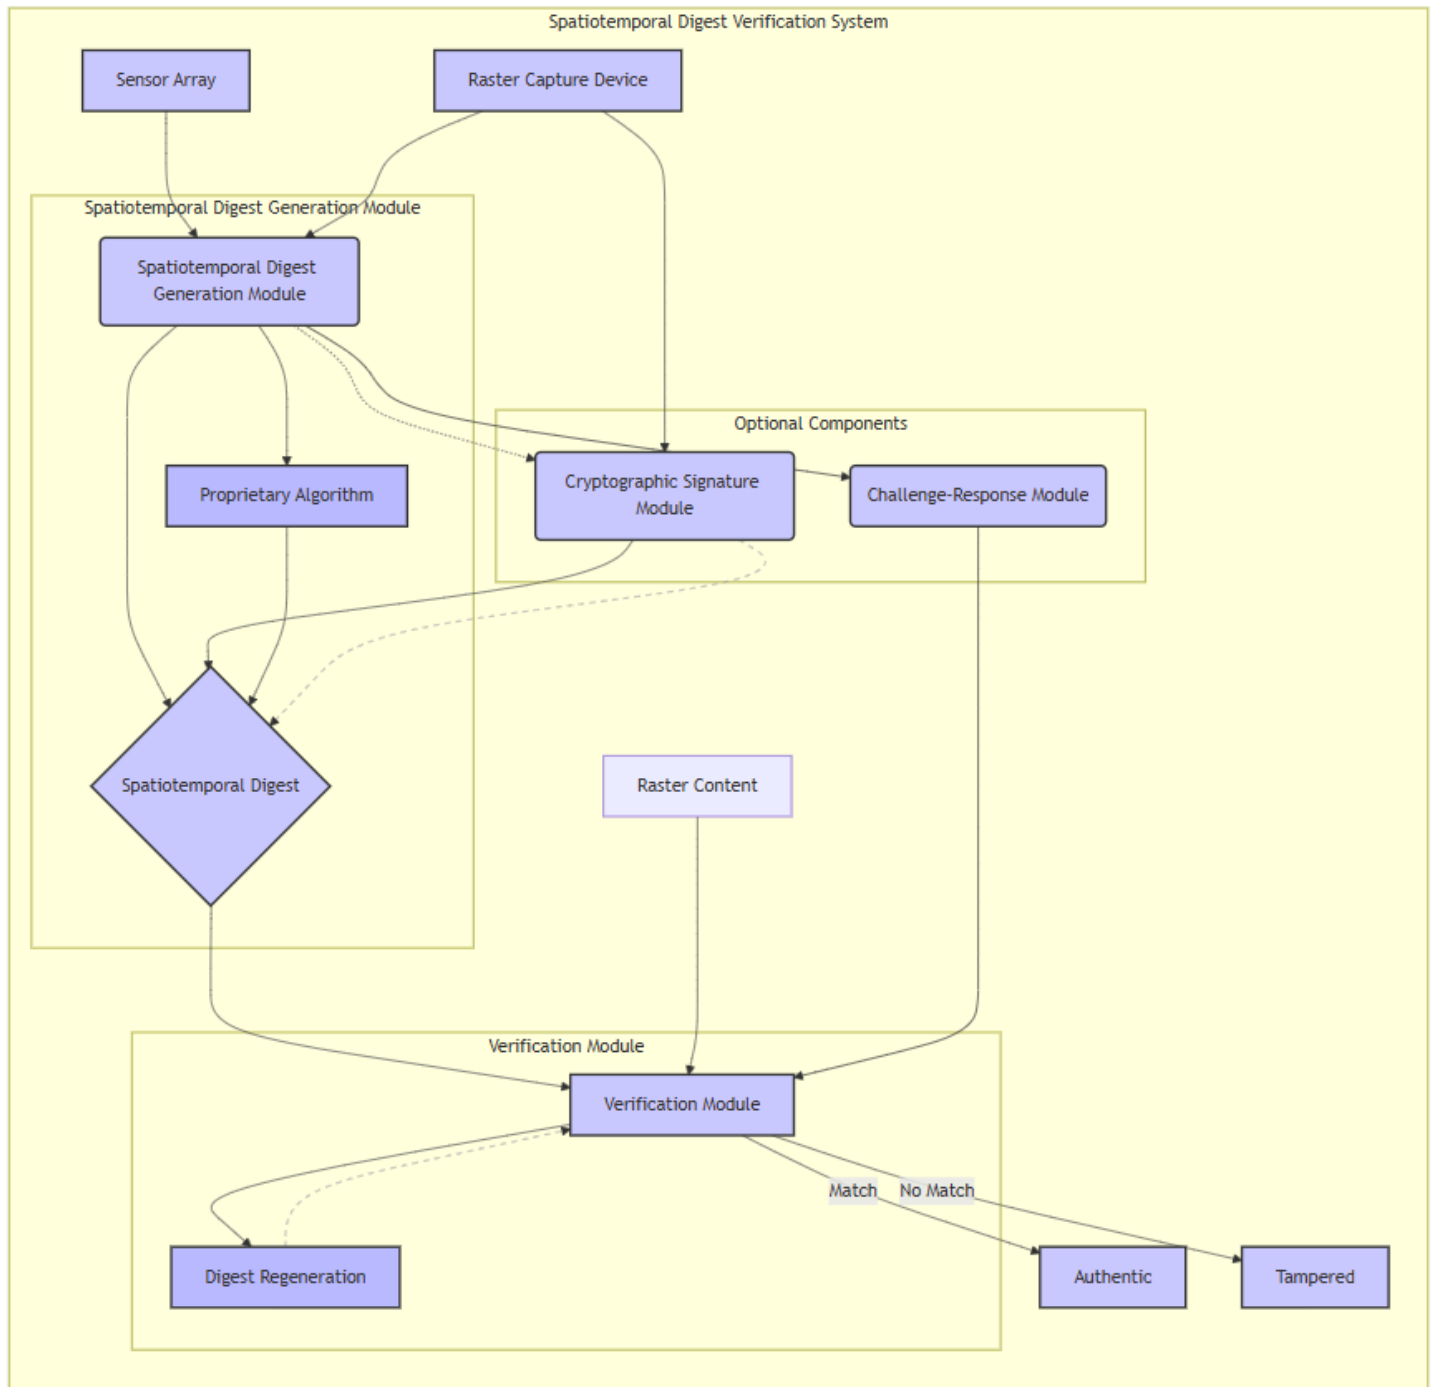 Spatiotemporal Digest Verification System
Sensor Array
Raster Capture Device
Spatiotemporal Digest Generation Module
Spatiotemporal Digest
Generation Module
Optional Components
Cryptographic Signature
Module
Challenge-Response Module
Proprietary Algorithm
Spatiotemporal Digest
Raster Content
Verification Module
Verification Module
Match
No Match
Digest Regeneration
Authentic
Tampered